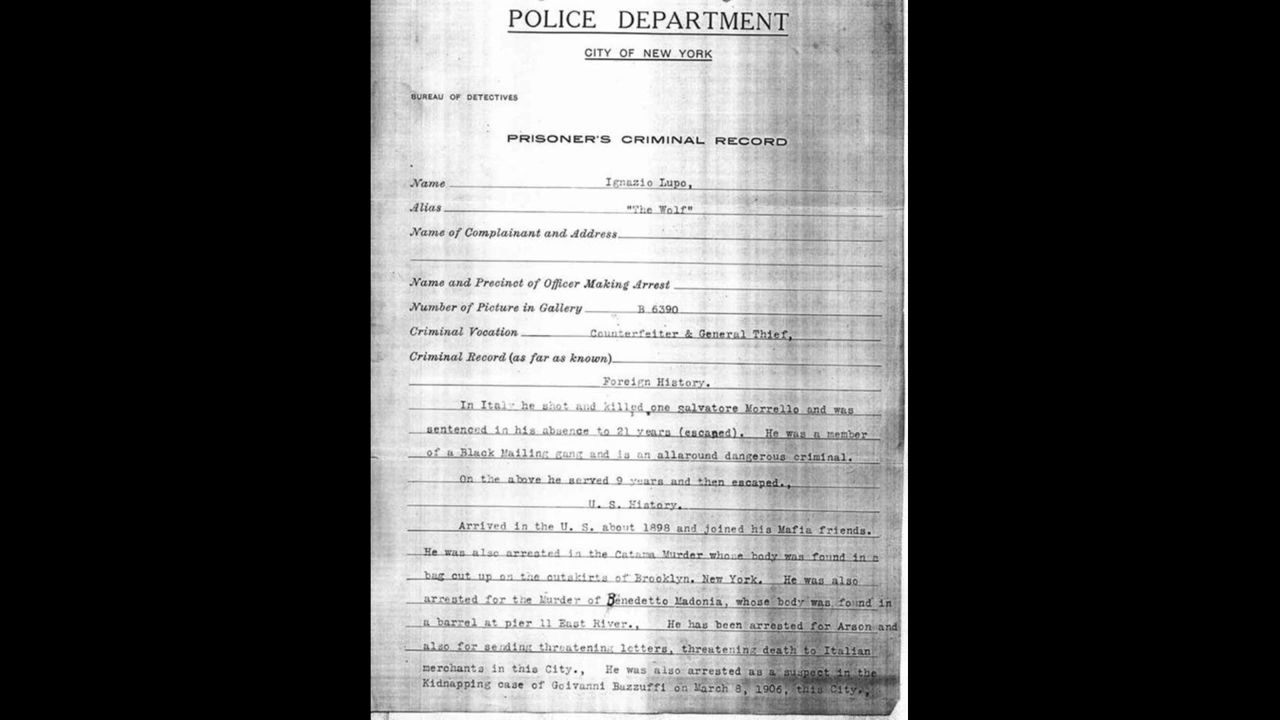 POLICE DEPARTMENT
CITY OF NEW YORK
BUREAU OF DETECTIVES
PRISONER'S CRIMINAL RECORD
Name Ignazio Lupo,
Alias "The Wolf"
Name of Complainant and Address
Name and Precinct of Officer Making Arrest
Number of Picture in Gallery B 6390
Criminal Vocation Counterfeiter & General Thief,
Criminal Record (as far as known)
Foreign History.
In Italy he shot and killed one salvatore Morrello and was
sentenced in his absence to 21 years (escaped). He was a member
of a Black Mailing gang and is an allaround dangerous criminal.
On the above he served 9 years and then escaped.,
U. S. History.
Arrived in the U. S. about 1898 and joined his Mafia friends.
He was also arrested in the Catama Murder whose body was found in a
bag cut up on the outskirts of Brooklyn. New York. He was also
arrested for the Murder of Benedetto Madonia, whose body was found in
a barrel at pier 11 East River., He has been arrested for Arson and
also for sending threatening letters, threatening death to Italian
merchants in this City., He was also arrested as a suspect in the
Kidnapping case of Goivanni Bazzuffi on March 8, 1906, this City.,